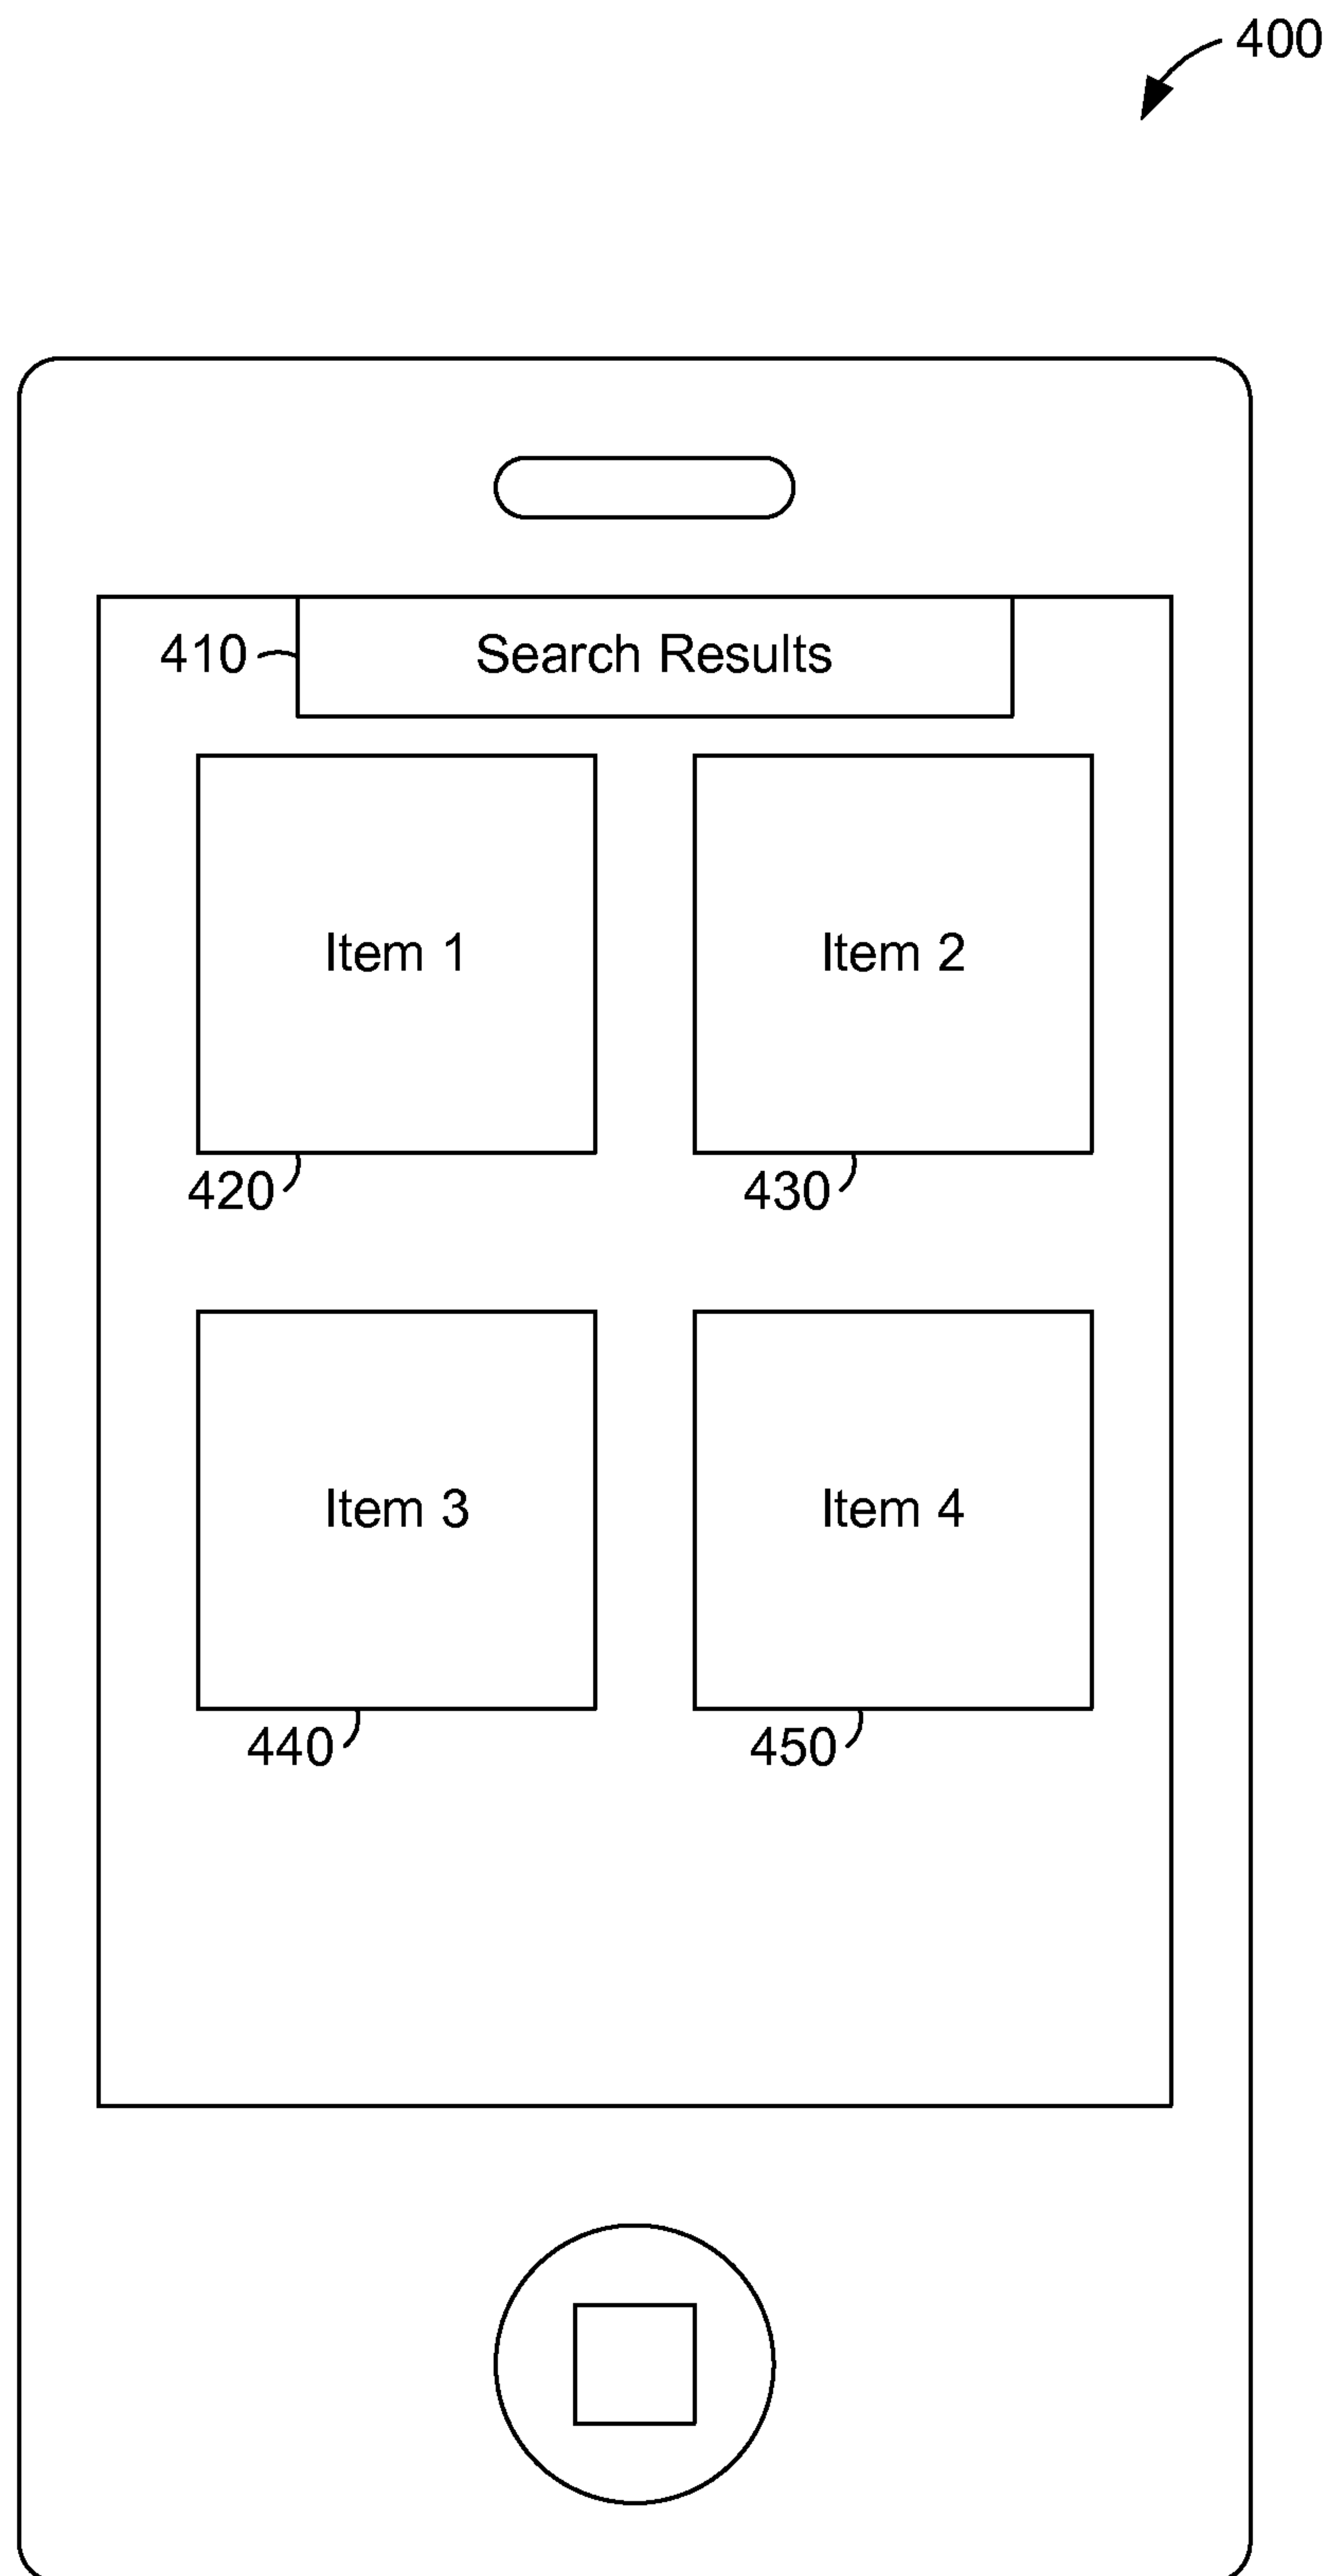 400
410 Search Results
Item 1 Item 2
420 430
Item 3 Item 4
440 450